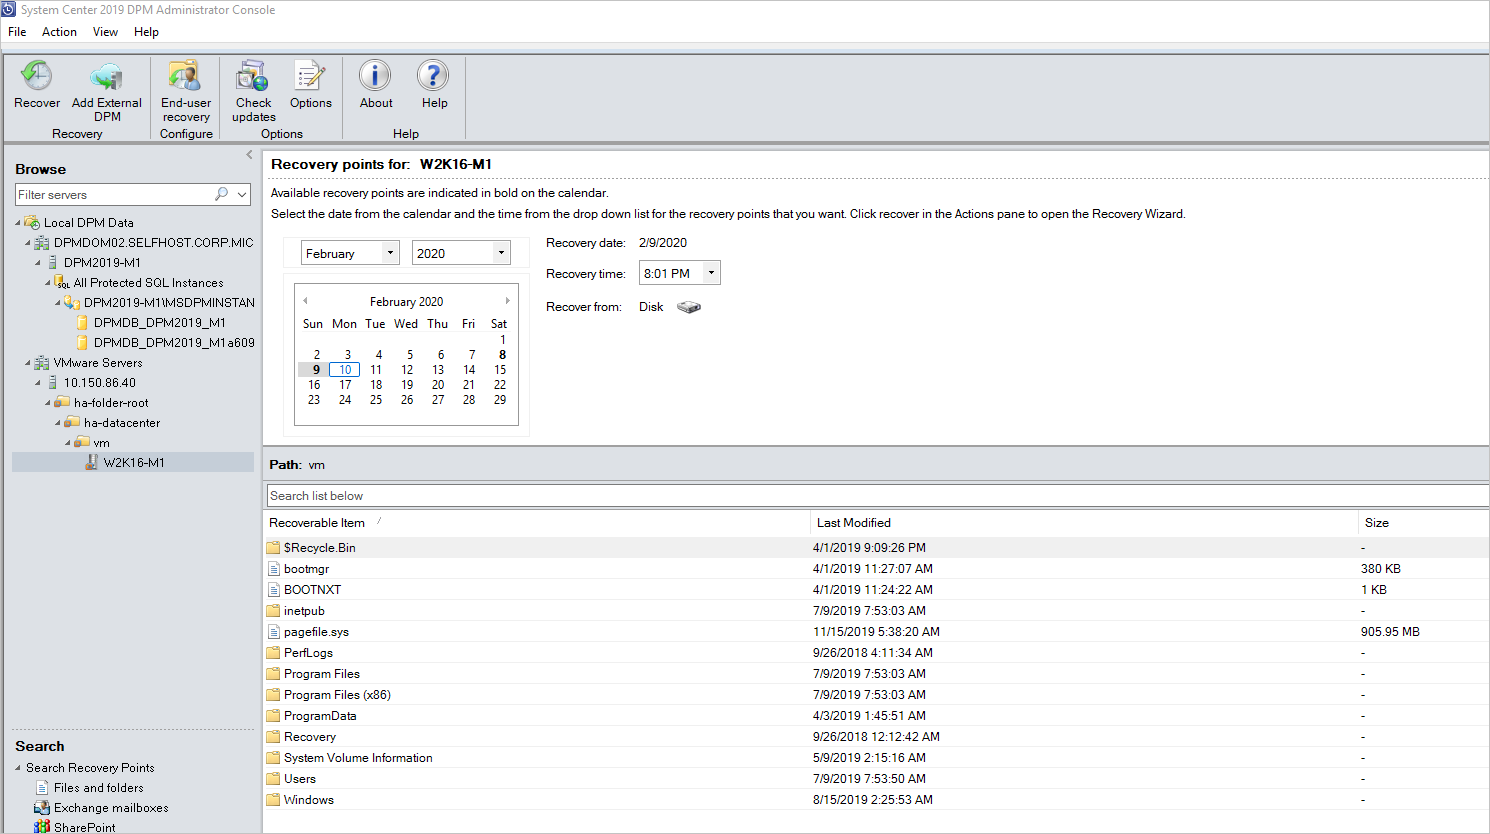 System Center 2019 DPM Administrator Console
File Action View Help
Recover
Add External DPM
Recovery
End-user recovery
Configure
Check updates
Options
Options
About
Help
Help
Browse
Filter servers
Local DPM Data
DPMDOM02.SELFHOST.CORP.MIC
DPM2019-M1
All Protected SQL Instances
DPM2019-M1\MSDPMINSTAN
DPMDB_DPM2019_M1
DPMDB_DPM2019_M1a609
VMware Servers
10.150.86.40
ha-folder-root
ha-datacenter
vm
W2K16-M1
Search
Search Recovery Points
Files and folders
Exchange mailboxes
SharePoint
Recovery points for: W2K16-M1
Available recovery points are indicated in bold on the calendar.
Select the date from the calendar and the time from the drop down list for the recovery points that you want. Click recover in the Actions pane to open the Recovery Wizard.
February 2020
February 2020
Sun Mon Tue Wed Thu Fri Sat
1
2 3 4 5 6 7 8
9 10 11 12 13 14 15
16 17 18 19 20 21 22
23 24 25 26 27 28 29
Recovery date: 2/9/2020
Recovery time: 8:01 PM
Recover from: Disk
Path: vm
Search list below
Recoverable Item Last Modified Size
$Recycle.Bin 4/1/2019 9:09:26 PM -
bootmgr 4/1/2019 11:27:07 AM 380 KB
BOOTNXT 4/1/2019 11:24:22 AM 1 KB
inetpub 7/9/2019 7:53:03 AM -
pagefile.sys 11/15/2019 5:38:20 AM 905.95 MB
PerfLogs 9/26/2018 4:11:34 AM -
Program Files 7/9/2019 7:53:03 AM -
Program Files (x86) 7/9/2019 7:53:03 AM -
ProgramData 4/3/2019 1:45:51 AM -
Recovery 9/26/2018 12:12:42 AM -
System Volume Information 5/9/2019 2:15:16 AM -
Users 7/9/2019 7:53:50 AM -
Windows 8/15/2019 2:25:53 AM -